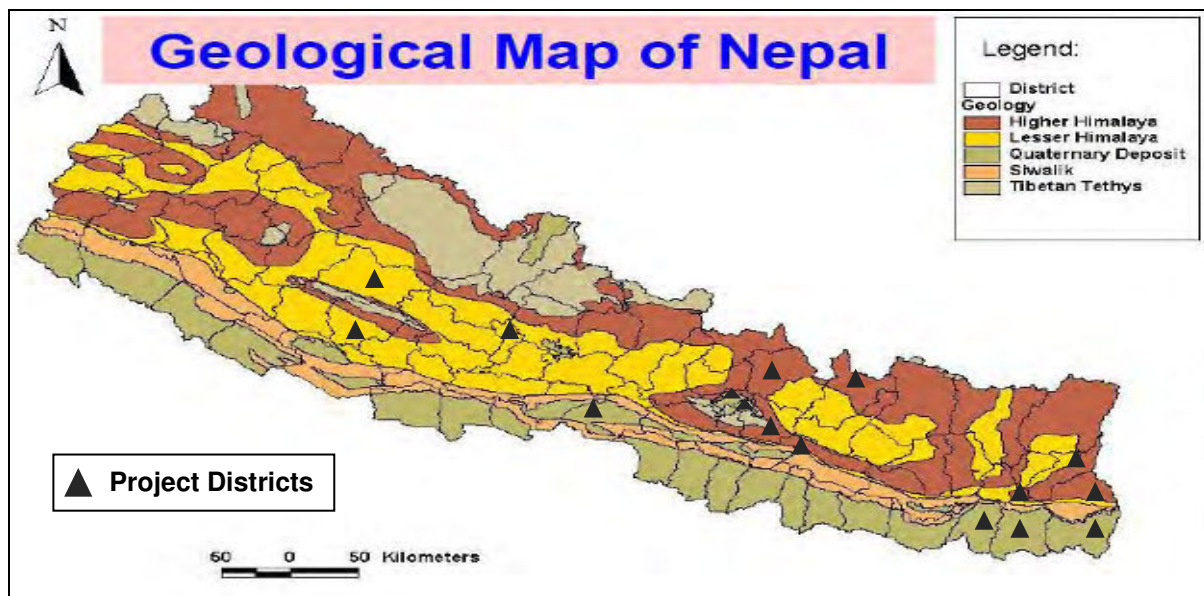 N
Geological Map of Nepal
Legend:
District
Geology
Higher Himalaya
Lesser Himalaya
Quaternary Deposit
Siwalik
Tibetan Tethys
Project Districts
50 0 50 Kilometers